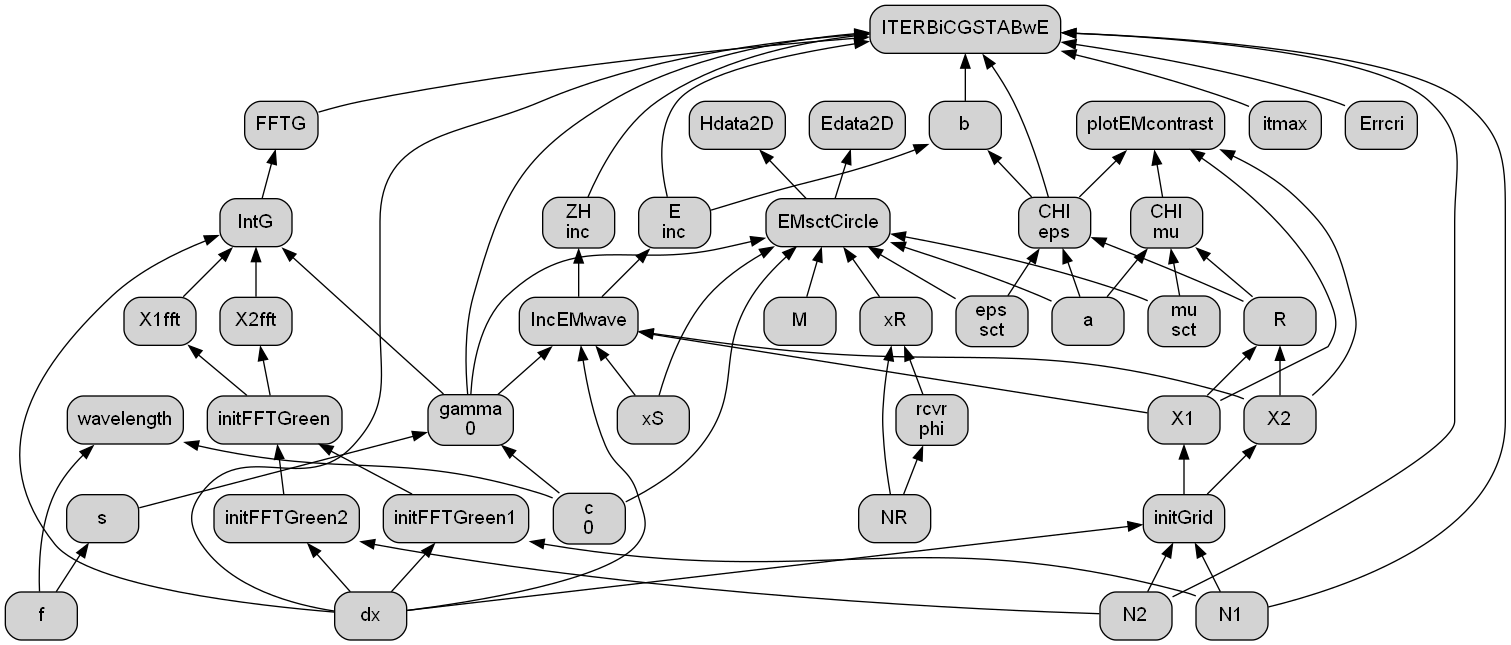 ITERBiCGSTABwE
FFTG
Hdata2D
Edata2D
b
plotEMcontrast
itmax
Errcri
IntG
ZH
inc
E
inc
EMsctCircle
CHI
eps
CHI
mu
X1fft
X2fft
IncEMwave
M
xR
eps
sct
a
mu
sct
R
wavelength
initFFTGreen
gamma
0
xS
rcvr
phi
X1
X2
s
initFFTGreen2
initFFTGreen1
c
0
NR
initGrid
f
dx
N2
N1